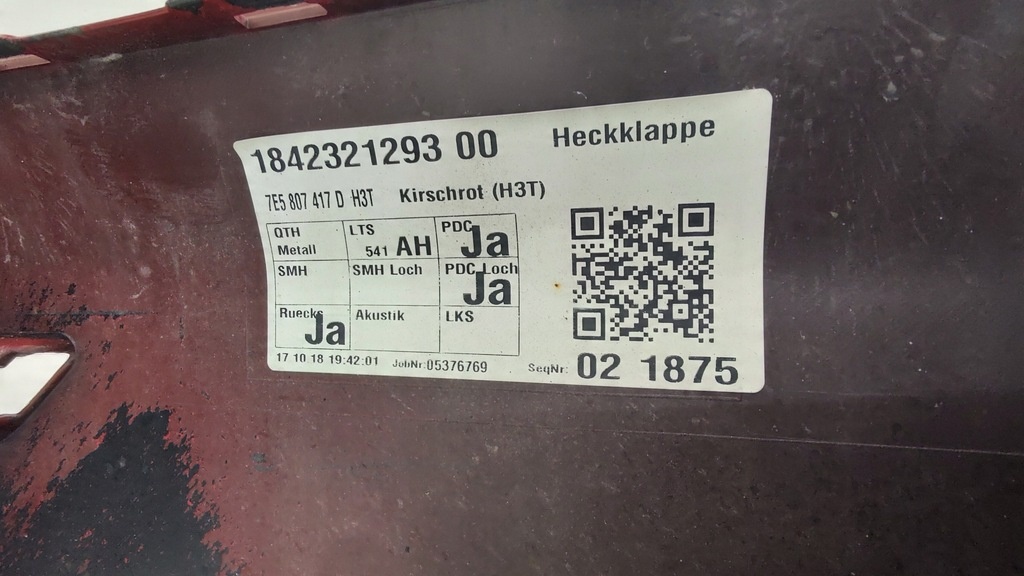 1842321293 00 Heckklappe
7E5 807 417 D H3T Kirschrot (H3T)
QTH LTS PDC
Metall 541 AH Ja
SMH SMH Loch PDC Loch
Ja
Ruecks Akustik LKS
Ja
17 10 18 19:42:01 JobNr:05376769 SeqNr: 02 1875